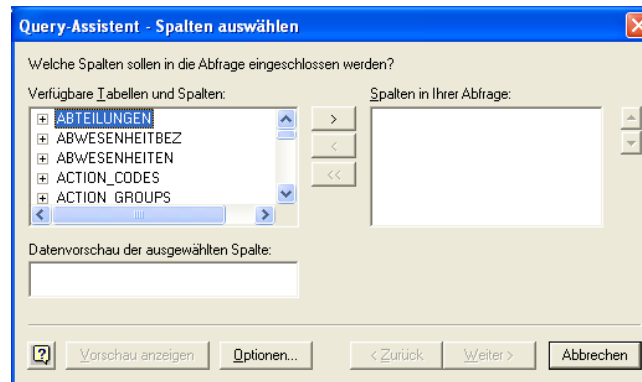 Query-Assistent - Spalten auswählen
Welche Spalten sollen in die Abfrage eingeschlossen werden?
Verfügbare Tabellen und Spalten:
Spalten in Ihrer Abfrage:
ABTEILUNGEN
ABWESENHEITBEZ
ABWESENHEITEN
ACTION_CODES
ACTION_GROUPS
>
<
<<
Datenvorschau der ausgewählten Spalte:
? Vorschau anzeigen Optionen... < Zurück Weiter > Abbrechen